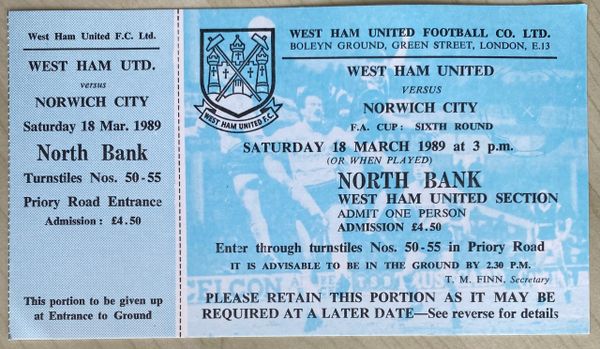 West Ham United F.C. Ltd.
WEST HAM UTD.
versus
NORWICH CITY
Saturday 18 Mar. 1989
North Bank
Turnstiles Nos. 50-55
Priory Road Entrance
Admission : £4.50
This portion to be given up
at Entrance to Ground
WEST HAM UNITED F.C.
WEST HAM UNITED FOOTBALL CO. LTD.
BOLEYN GROUND, GREEN STREET, LONDON, E.13
WEST HAM UNITED
VERSUS
NORWICH CITY
F.A. CUP : SIXTH ROUND
SATURDAY 18 MARCH 1989 at 3 p.m.
(OR WHEN PLAYED)
NORTH BANK
WEST HAM UNITED SECTION
ADMIT ONE PERSON
ADMISSION £4.50
Enter through turnstiles Nos. 50-55 in Priory Road
IT IS ADVISABLE TO BE IN THE GROUND BY 2.30 P.M.
T. M. FINN, Secretary
PLEASE RETAIN THIS PORTION AS IT MAY BE
REQUIRED AT A LATER DATE—See reverse for details